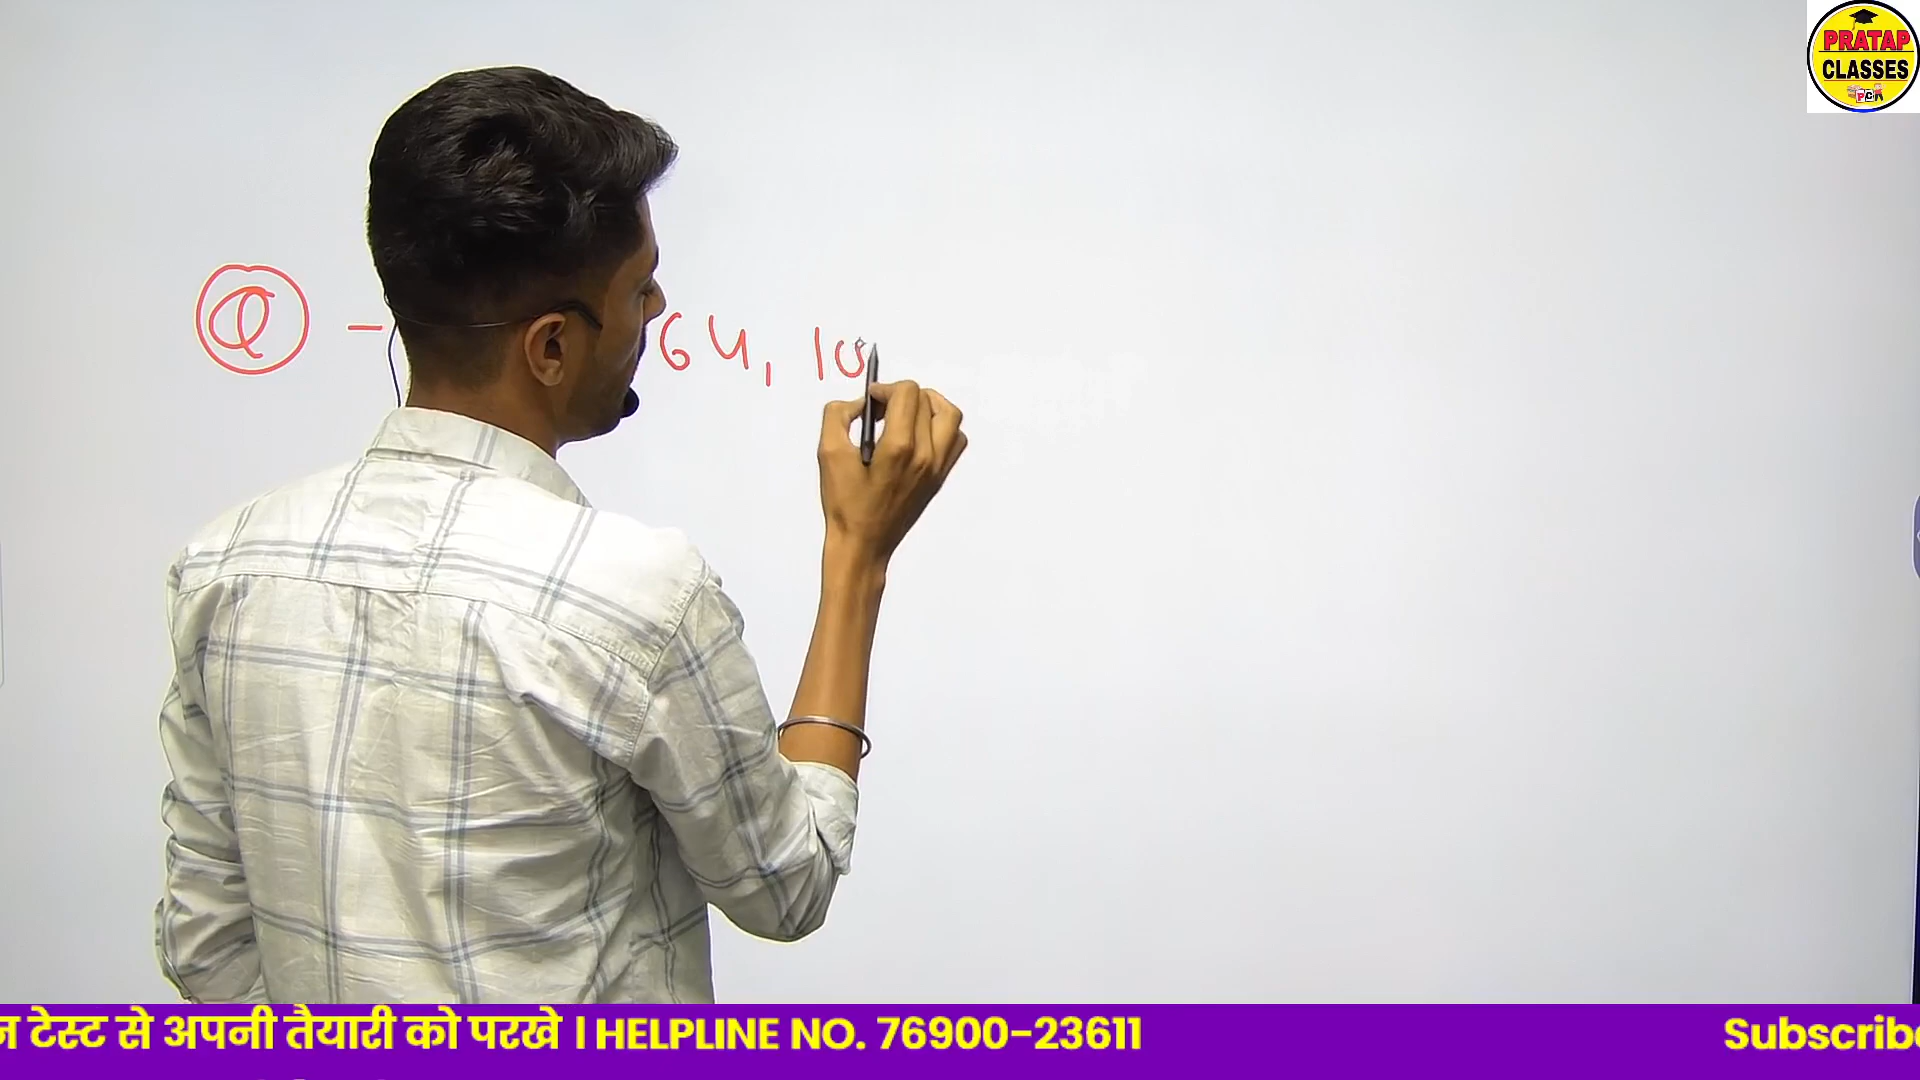 PRATAP
CLASSES
Q - 64, 10
टेस्ट से अपनी तैयारी को परखे । HELPLINE NO. 76900-23611
Subscribe